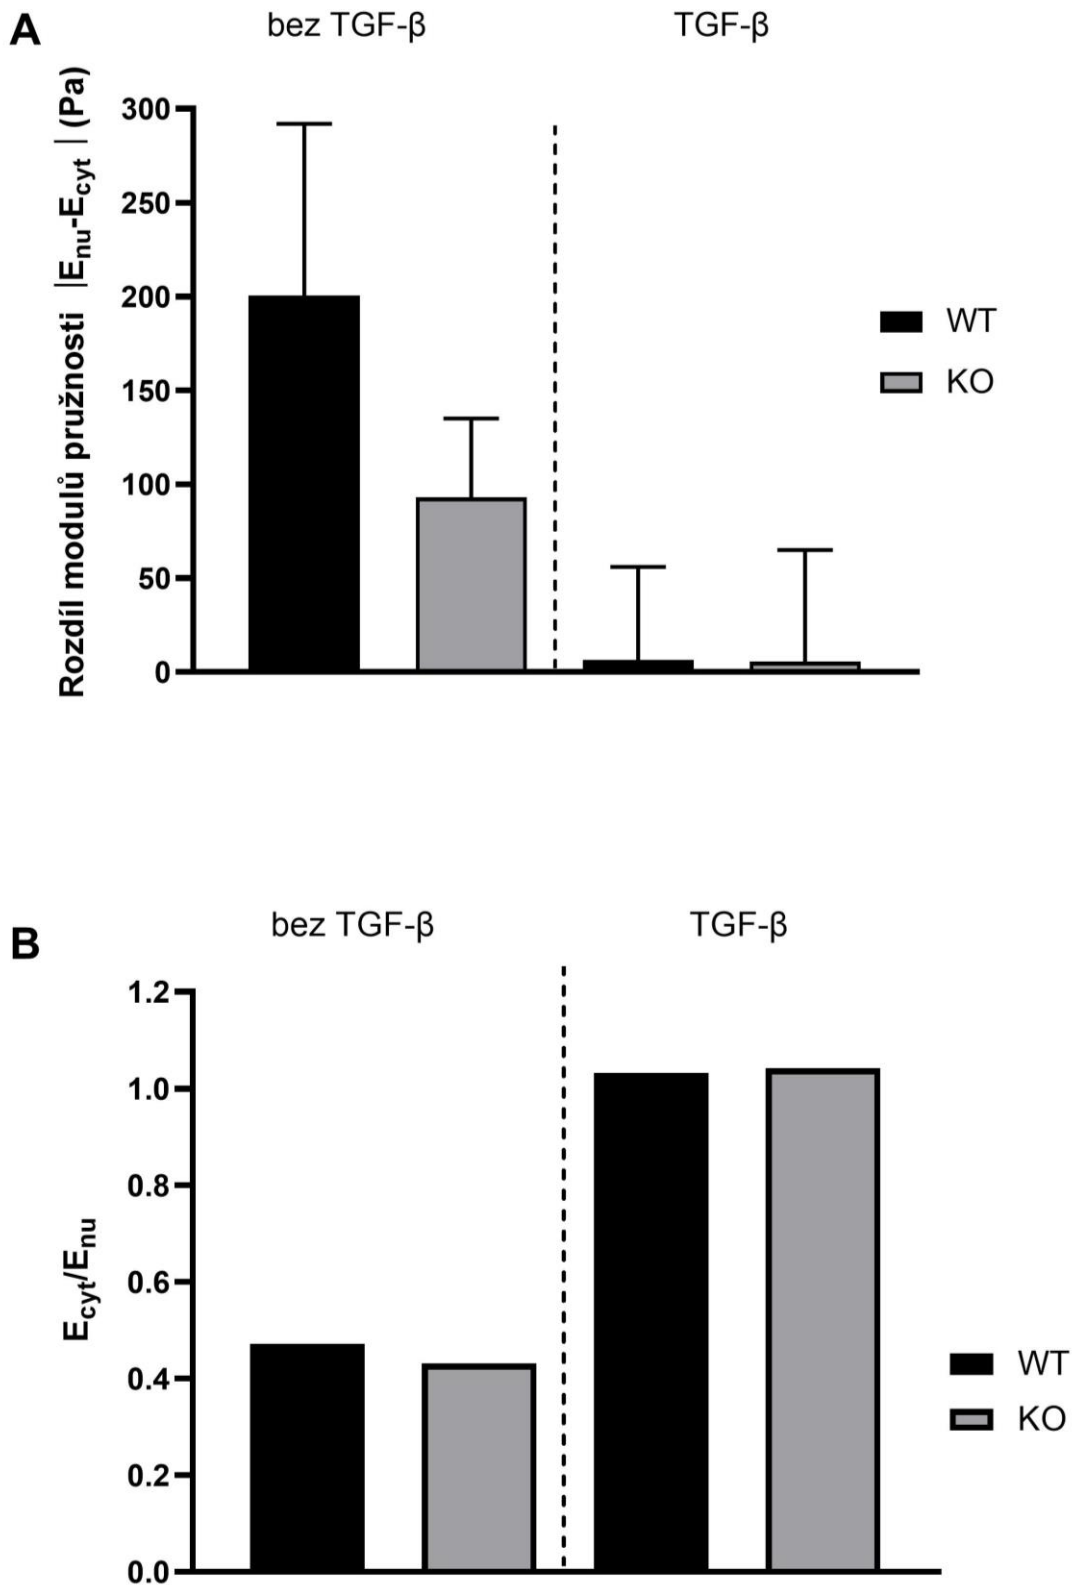 A
bez TGF-β
TGF-β
Rozdíl modulů pružnosti |Enu-Ecyt | (Pa)
300
250
200
150
100
50
0
WT
KO
B
bez TGF-β
TGF-β
Ecyt/Enu
1.2
1.0
0.8
0.6
0.4
0.2
0.0
WT
KO